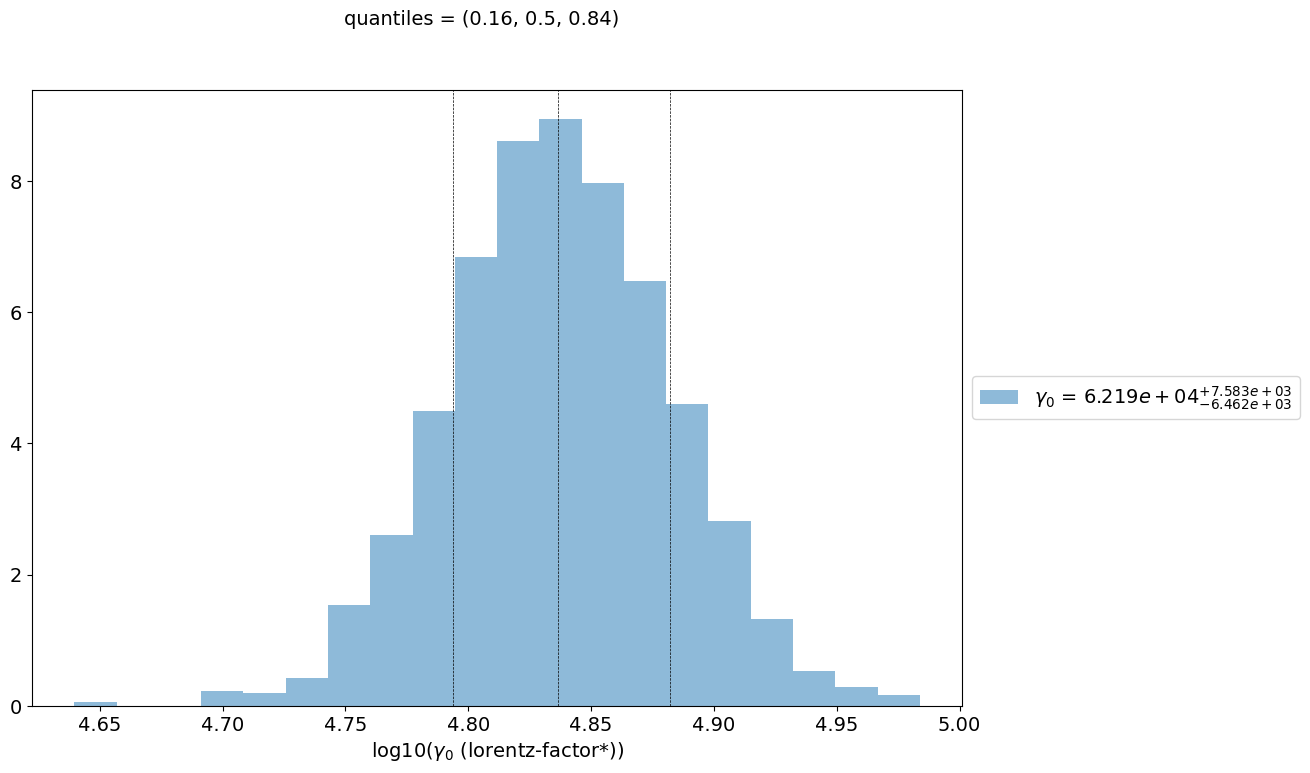 quantiles = (0.16, 0.5, 0.84)
8
6
4
2
0
4.65 4.70 4.75 4.80 4.85 4.90 4.95 5.00
log10(γ₀ (lorentz-factor*))
γ₀ = 6.219e + 04 +7.583e+03 −6.462e+03